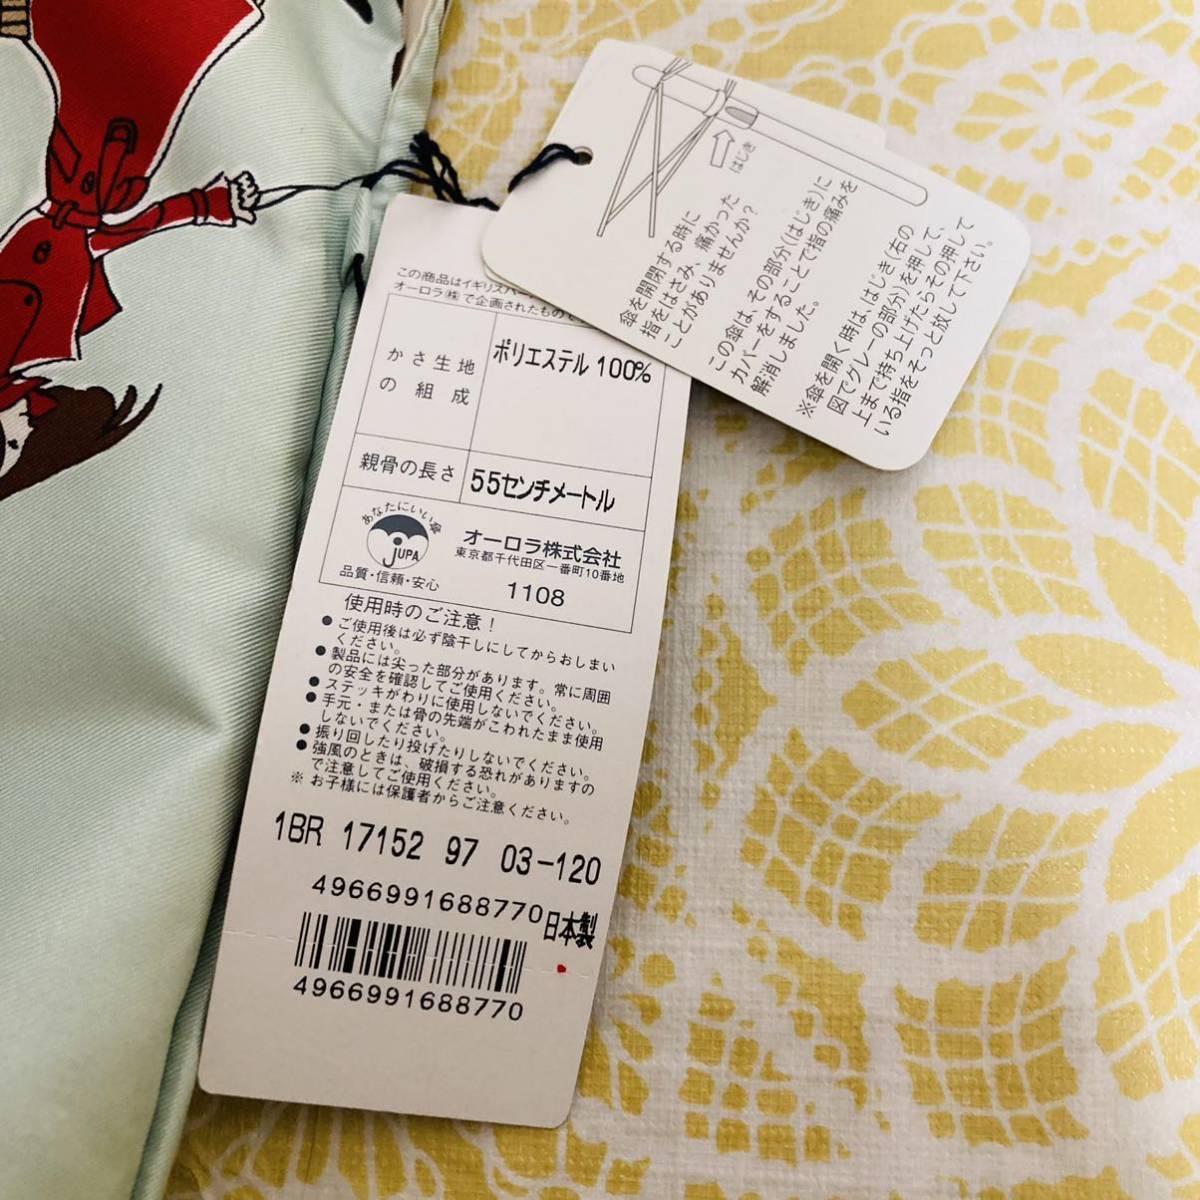 はじき
傘を開閉する時に
指をはさみ、痛かった
ことがありませんか?
この傘は、その部分(はじき)に
カバーをすることで指の痛みを
解消しました。
※傘を開く時は、はじき(右の
図でグレーの部分)を押して、
上まで持ち上げたらその押して
いる指をそっと放して下さい。
この商品はイギリス
オーロラ㈱で企画されたもので
かさ生地
の組成
ポリエステル 100%
親骨の長さ
55センチメートル
あなたにいい傘
JUPA
品質・信頼・安心
オーロラ株式会社
東京都千代田区一番町10番地
1108
使用時のご注意!
●ご使用後は必ず陰干しにしてからおしまい
ください。
●製品には尖った部分があります。常に周囲
の安全を確認してご使用ください。
●ステッキがわりに使用しないでください。
●手元・または骨の先端がこわれたまま使用
しないでください。
●振り回したり投げたりしないでください。
●強風のときは、破損する恐れがありますの
で注意してご使用ください。
※ お子様には保護者からご注意ください。
1BR 17152 97 03-120
4966991688770
日本製
4966991688770